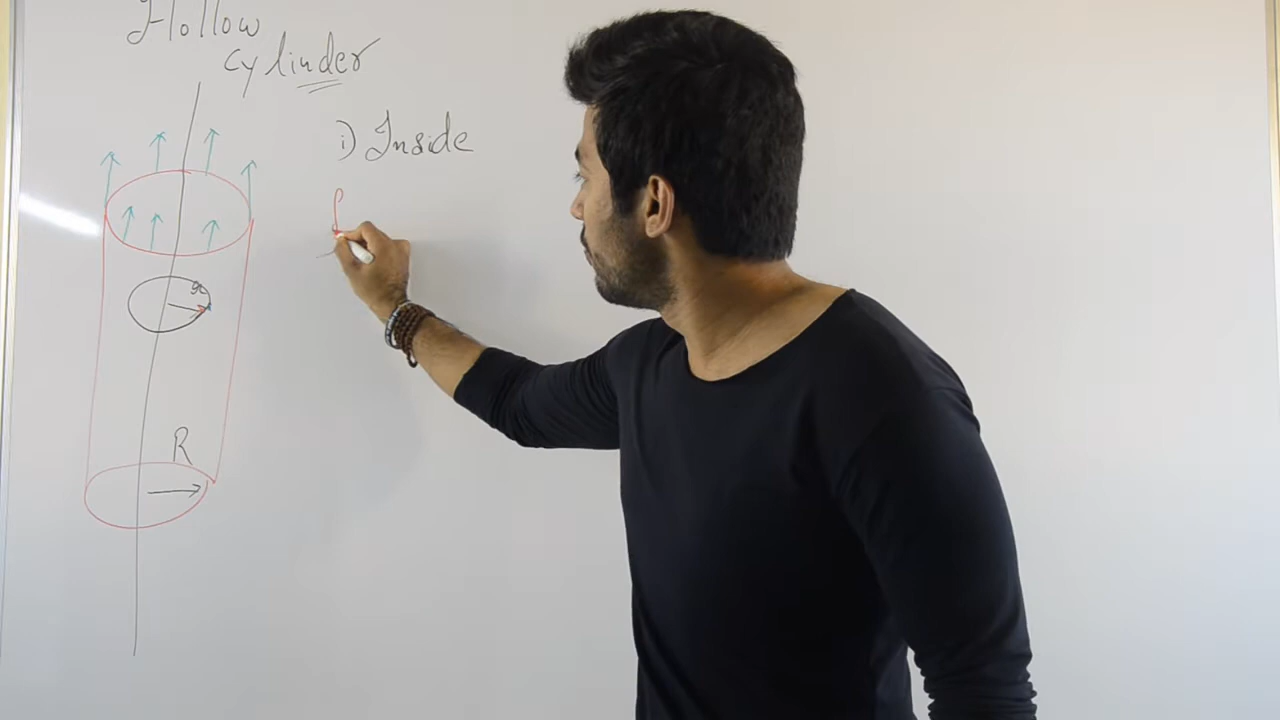 Hollow
cylinder
i) Inside
∫
R